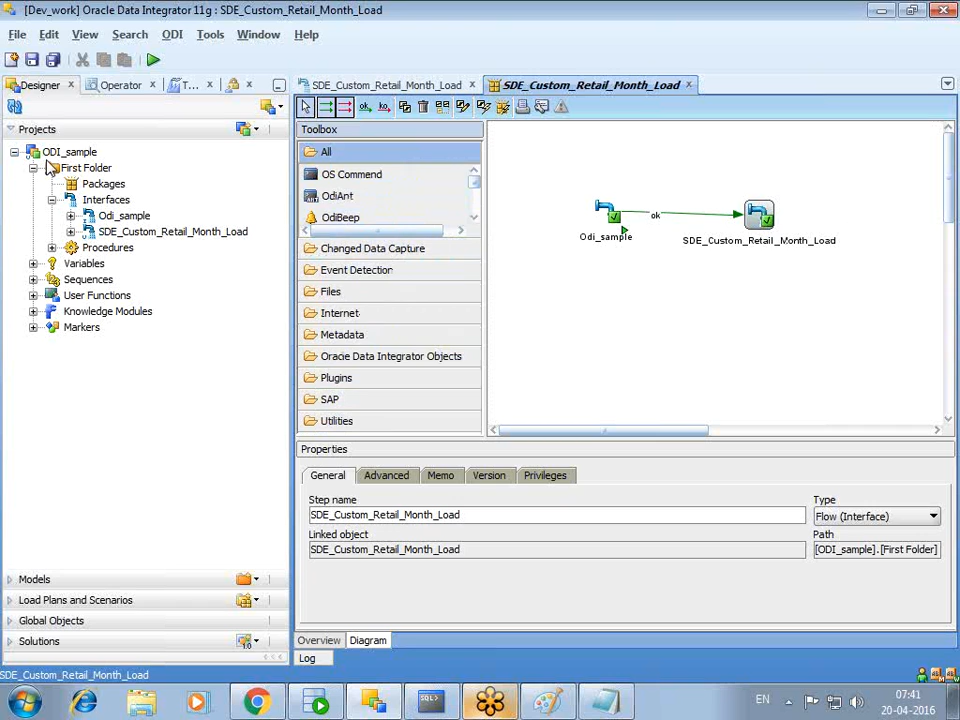 [Dev_work] Oracle Data Integrator 11g : SDE_Custom_Retail_Month_Load
File Edit View Search ODI Tools Window Help
Designer × Operator × T... × ×
SDE_Custom_Retail_Month_Load × SDE_Custom_Retail_Month_Load ×
ok ko
Projects
ODI_sample
First Folder
Packages
Interfaces
Odi_sample
SDE_Custom_Retail_Month_Load
Procedures
Variables
Sequences
User Functions
Knowledge Modules
Markers
Models
Load Plans and Scenarios
Global Objects
Solutions
1.0
Toolbox
All
OS Command
OdiAnt
OdiBeep
Changed Data Capture
Event Detection
Files
Internet
Metadata
Oracle Data Integrator Objects
Plugins
SAP
Utilities
ok
Odi_sample
SDE_Custom_Retail_Month_Load
Properties
General Advanced Memo Version Privileges
Step name
SDE_Custom_Retail_Month_Load
Type
Flow (Interface)
Linked object
SDE_Custom_Retail_Month_Load
Path
[ODI_sample].[First Folder]
Overview Diagram
Log
SDE_Custom_Retail_Month_Load
SQL>
EN
07:41
20-04-2016